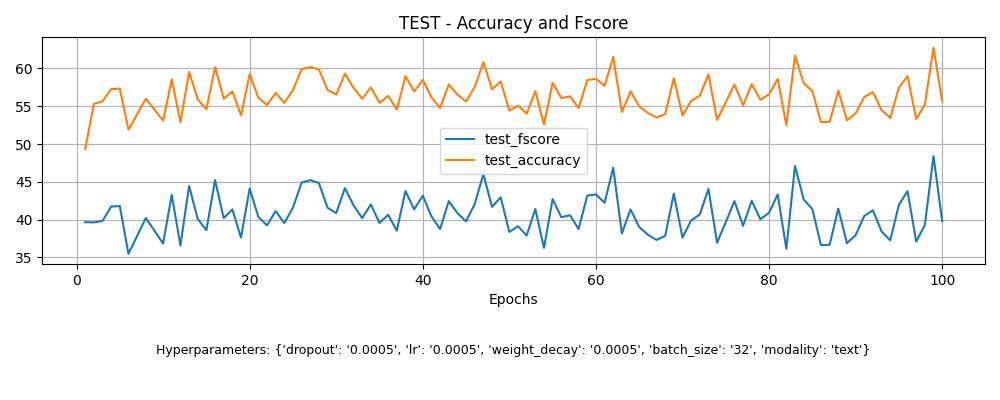 TEST - Accuracy and Fscore
60
55
50
45
40
35
test_fscore
test_accuracy
0 20 40 60 80 100
Epochs
Hyperparameters: {'dropout': '0.0005', 'lr': '0.0005', 'weight_decay': '0.0005', 'batch_size': '32', 'modality': 'text'}